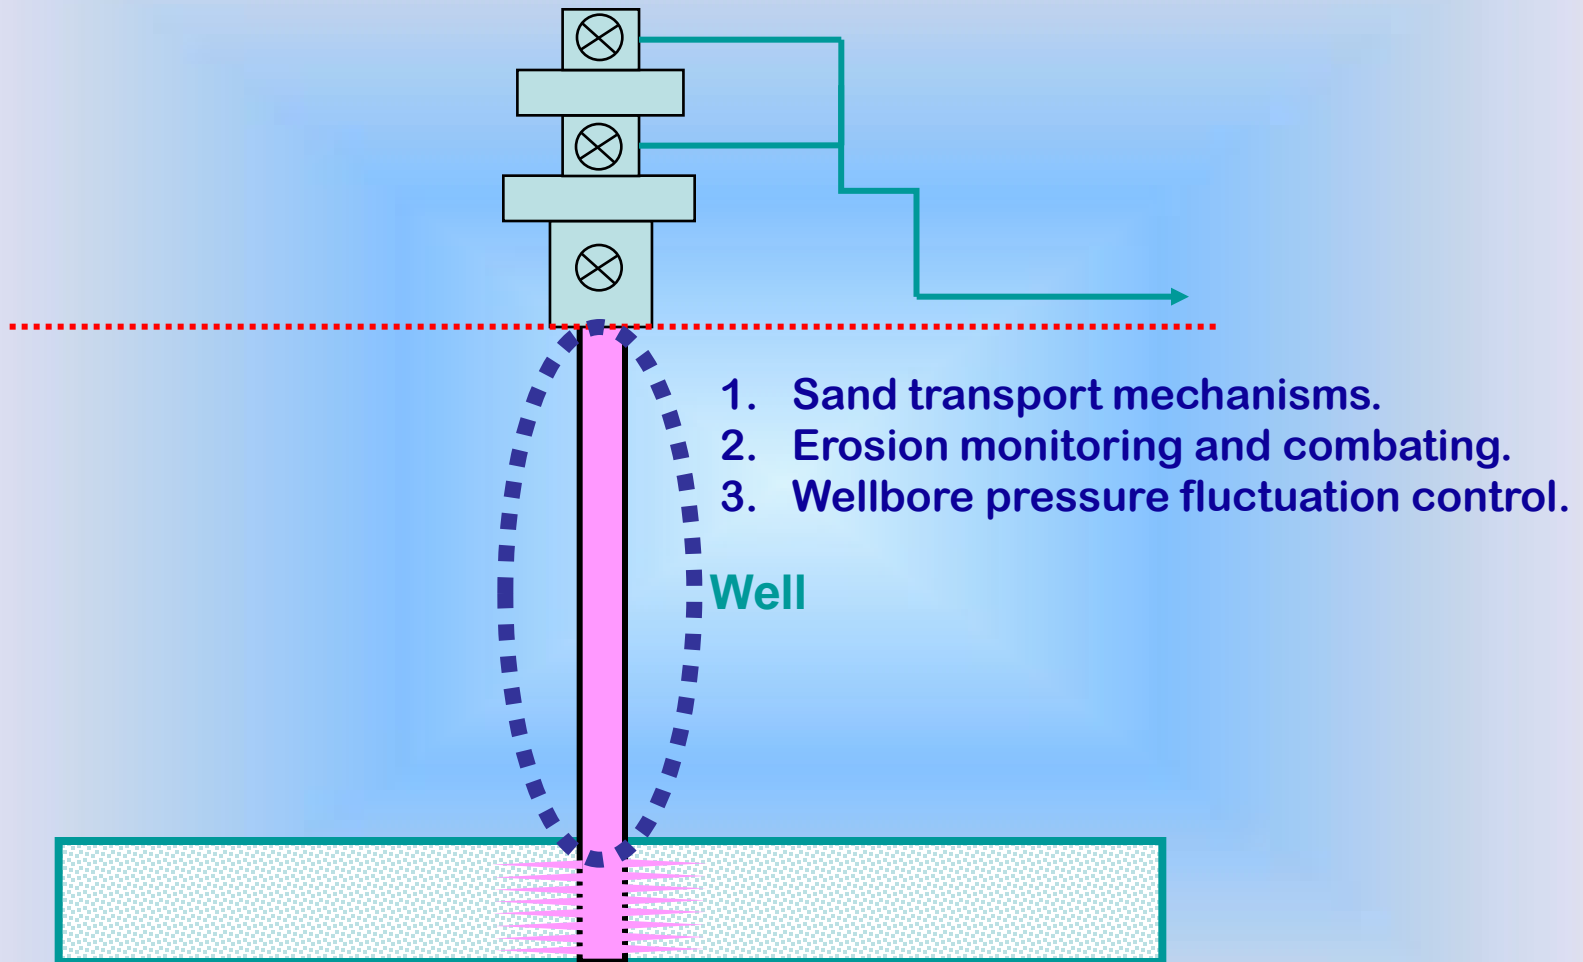 1. Sand transport mechanisms.
2. Erosion monitoring and combating.
3. Wellbore pressure fluctuation control.
Well